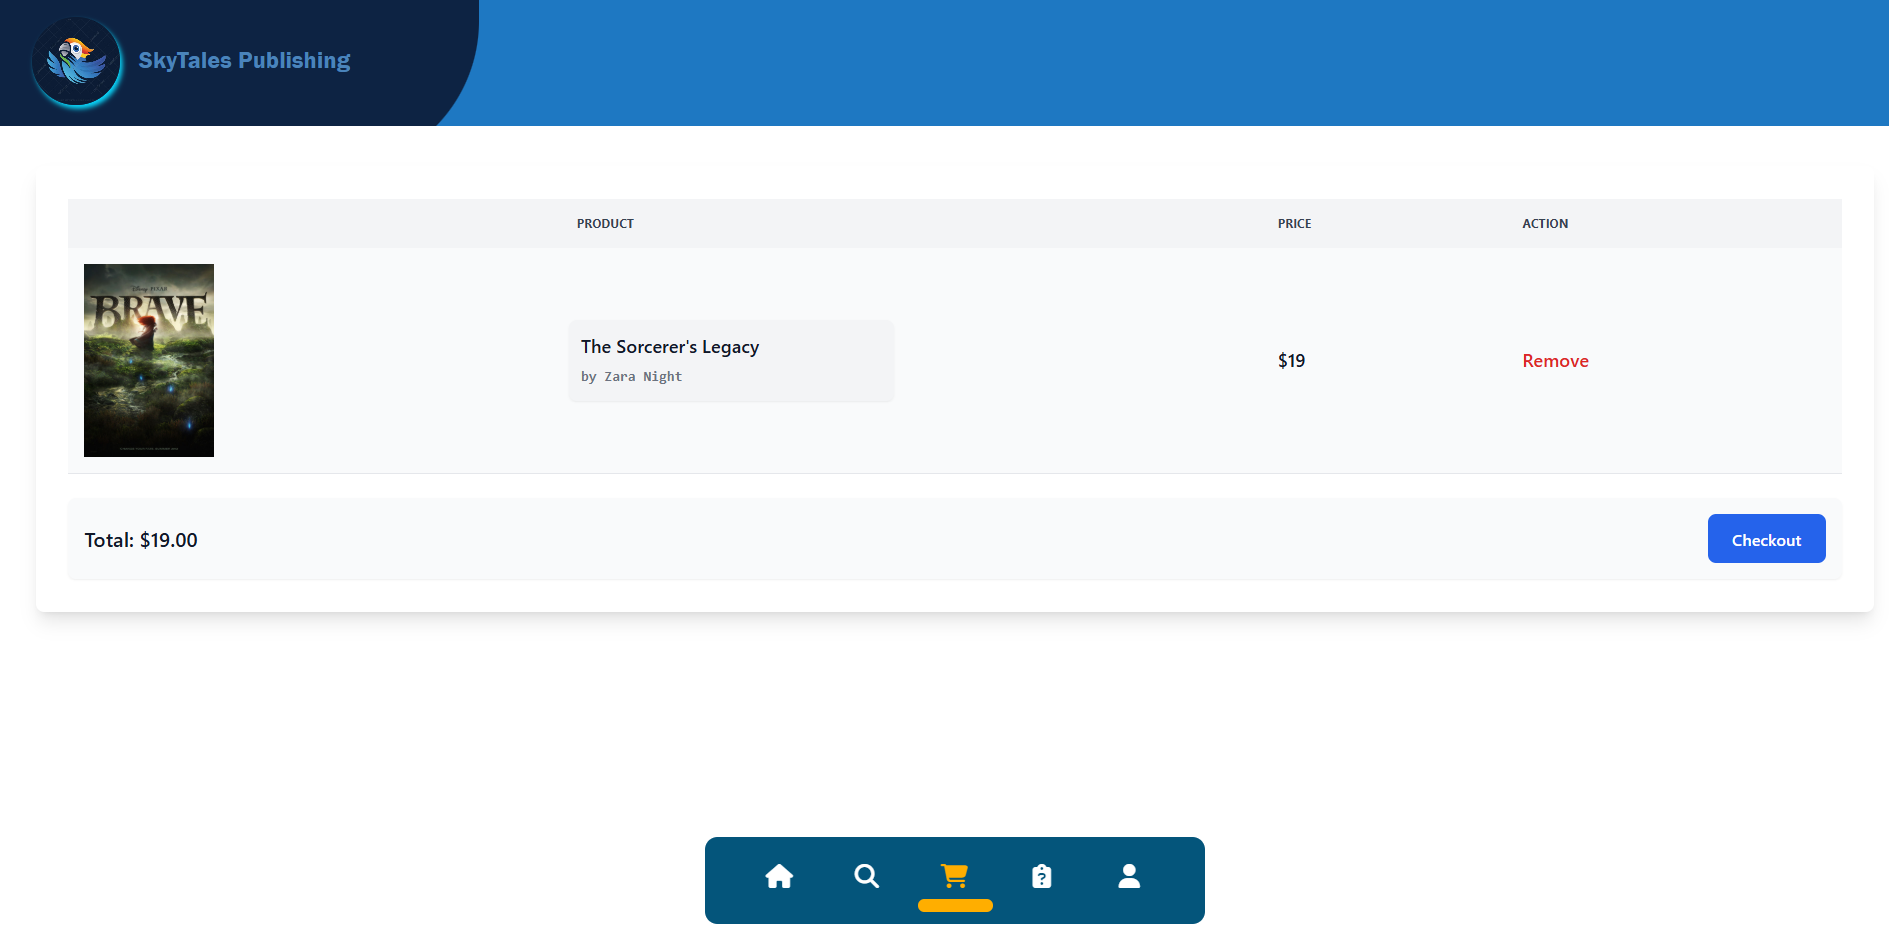 SkyTales Publishing
PRODUCT PRICE ACTION
Disney PIXAR
BRAVE
The Sorcerer's Legacy
by Zara Night
$19
Remove
Total: $19.00
Checkout
?